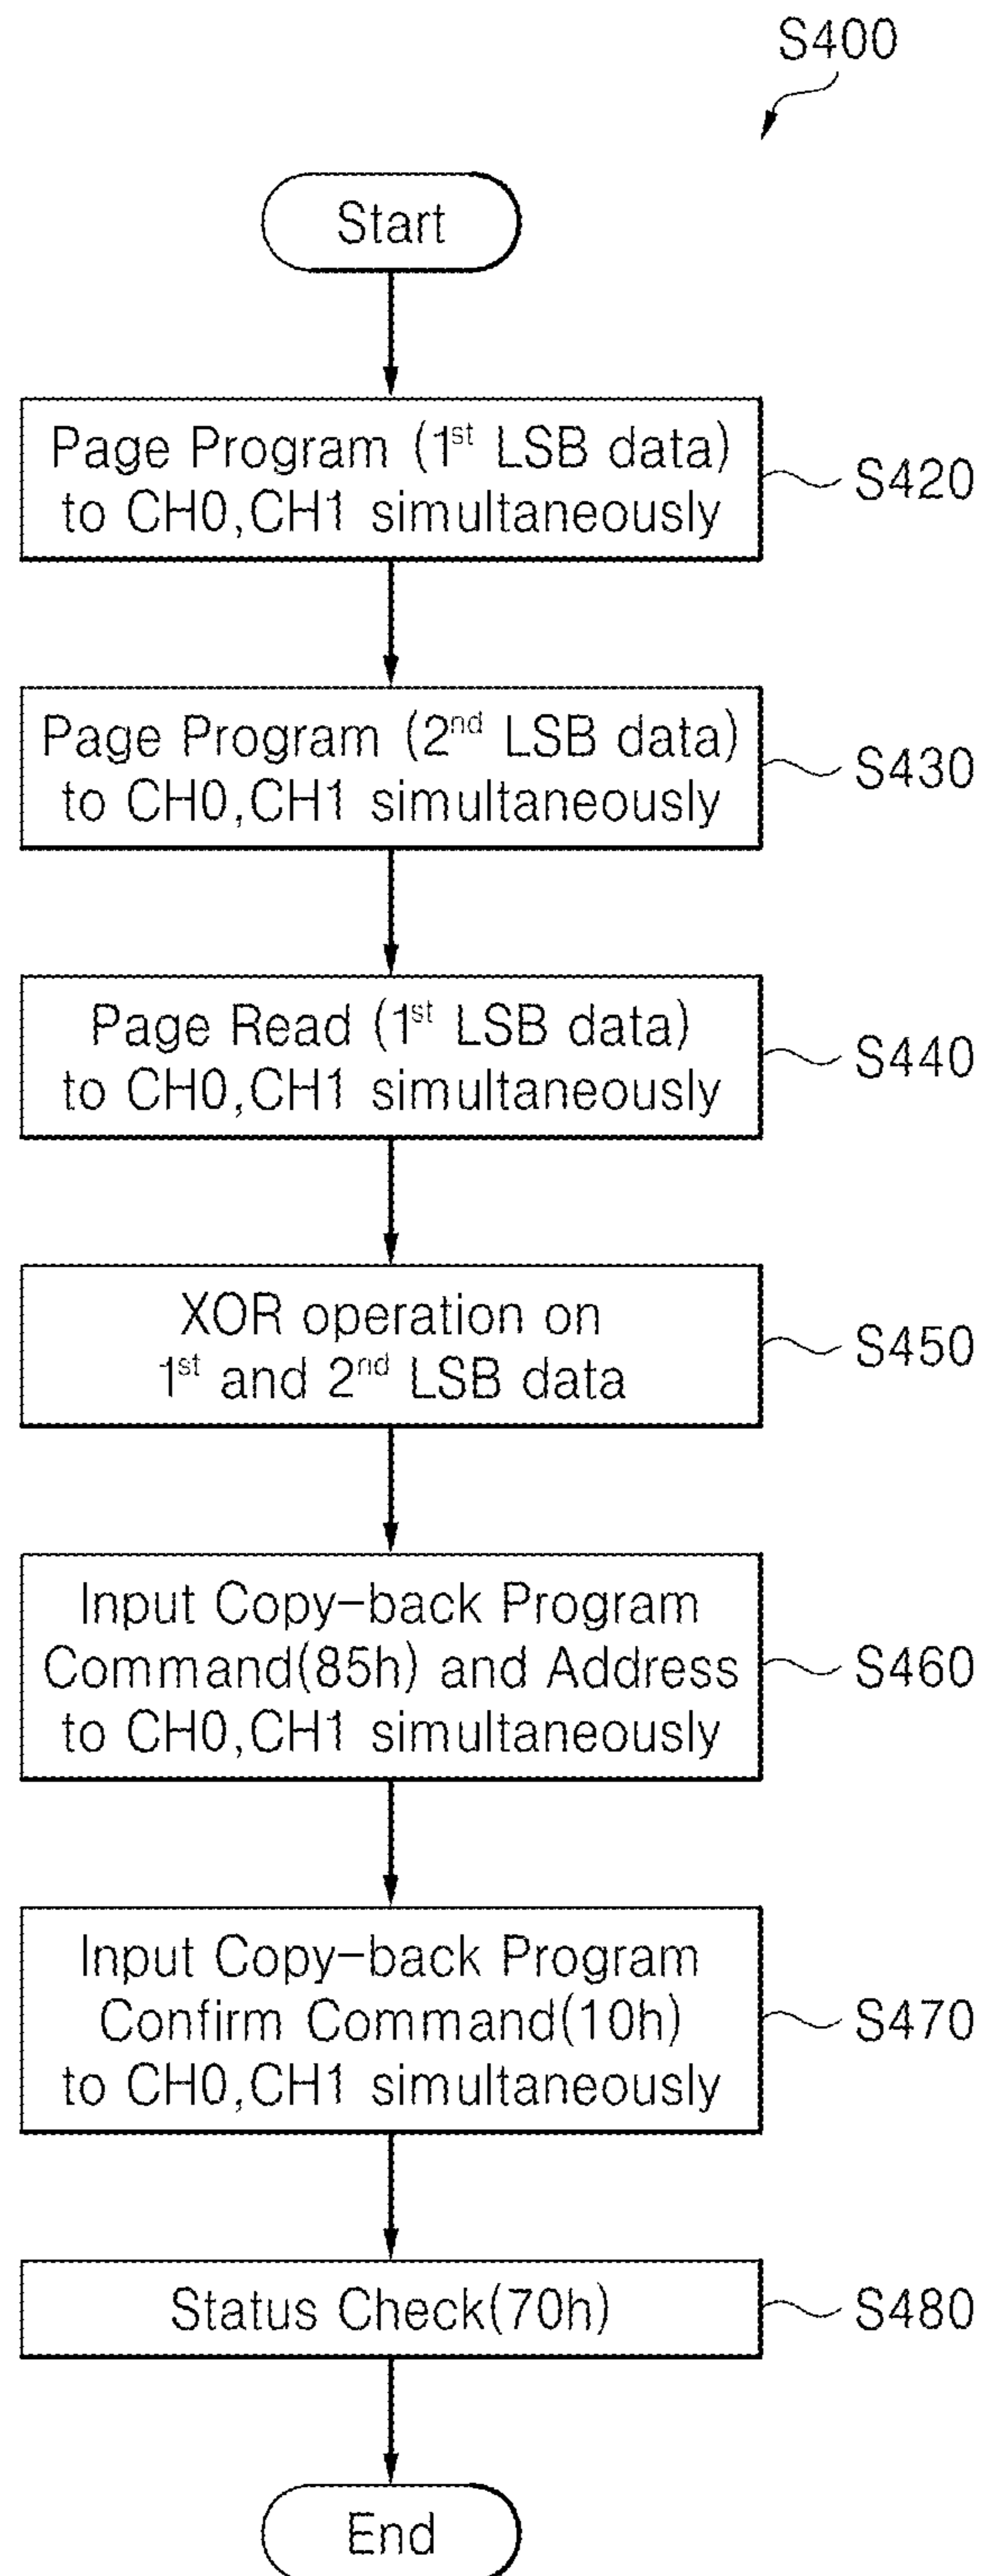 S400
Start
Page Program (1st LSB data)
to CH0,CH1 simultaneously
S420
Page Program (2nd LSB data)
to CH0,CH1 simultaneously
S430
Page Read (1st LSB data)
to CH0,CH1 simultaneously
S440
XOR operation on
1st and 2nd LSB data
S450
Input Copy-back Program
Command(85h) and Address
to CH0,CH1 simultaneously
S460
Input Copy-back Program
Confirm Command(10h)
to CH0,CH1 simultaneously
S470
Status Check(70h)
S480
End